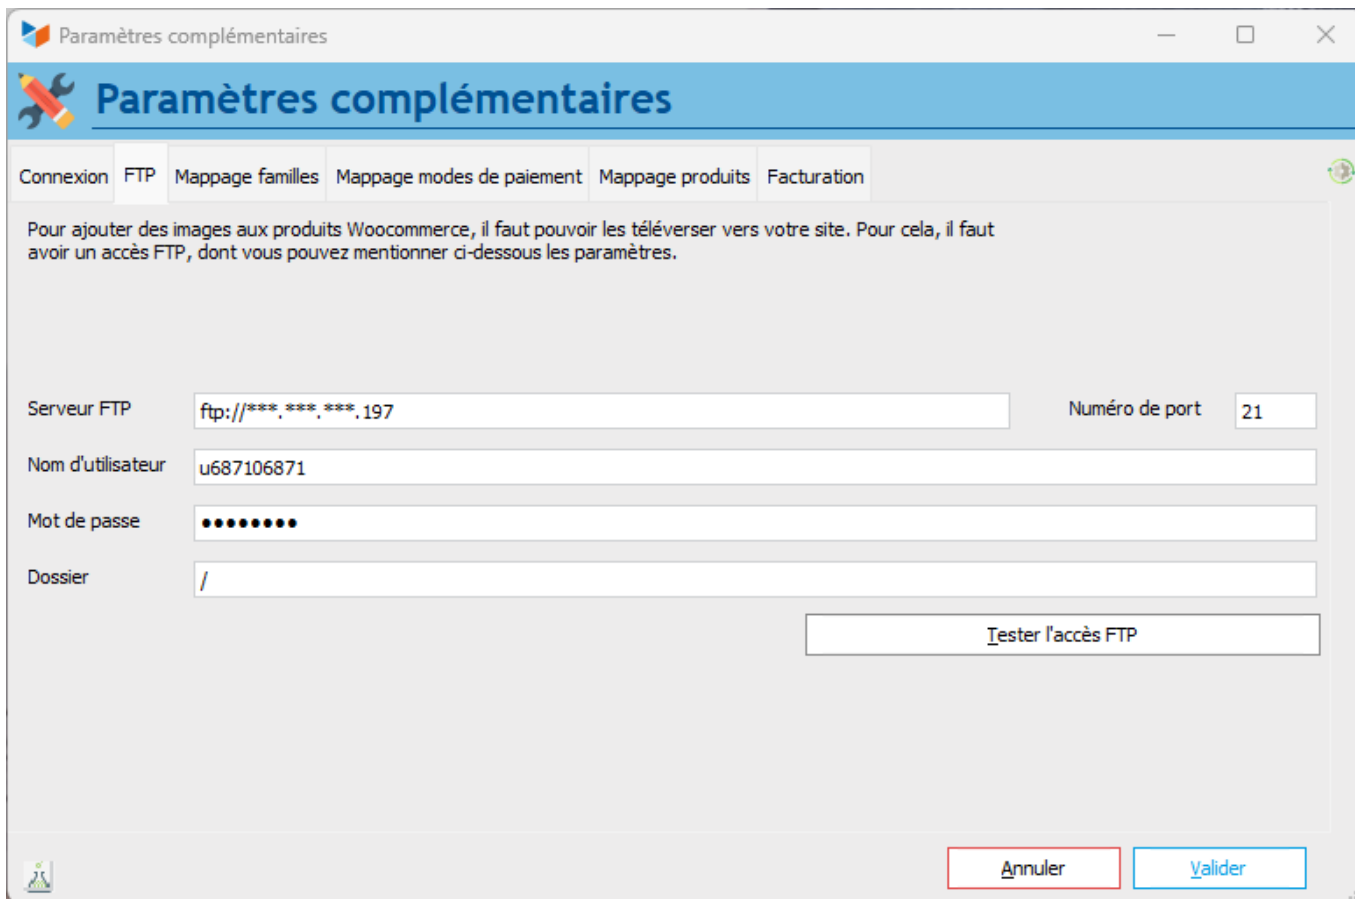 Paramètres complémentaires
Paramètres complémentaires
Connexion FTP Mappage familles Mappage modes de paiement Mappage produits Facturation
Pour ajouter des images aux produits Woocommerce, il faut pouvoir les téléverser vers votre site. Pour cela, il faut
avoir un accès FTP, dont vous pouvez mentionner ci-dessous les paramètres.
Serveur FTP ftp://***.***.***.197 Numéro de port 21
Nom d'utilisateur u687106871
Mot de passe ••••••••
Dossier /
Tester l'accès FTP
Annuler Valider